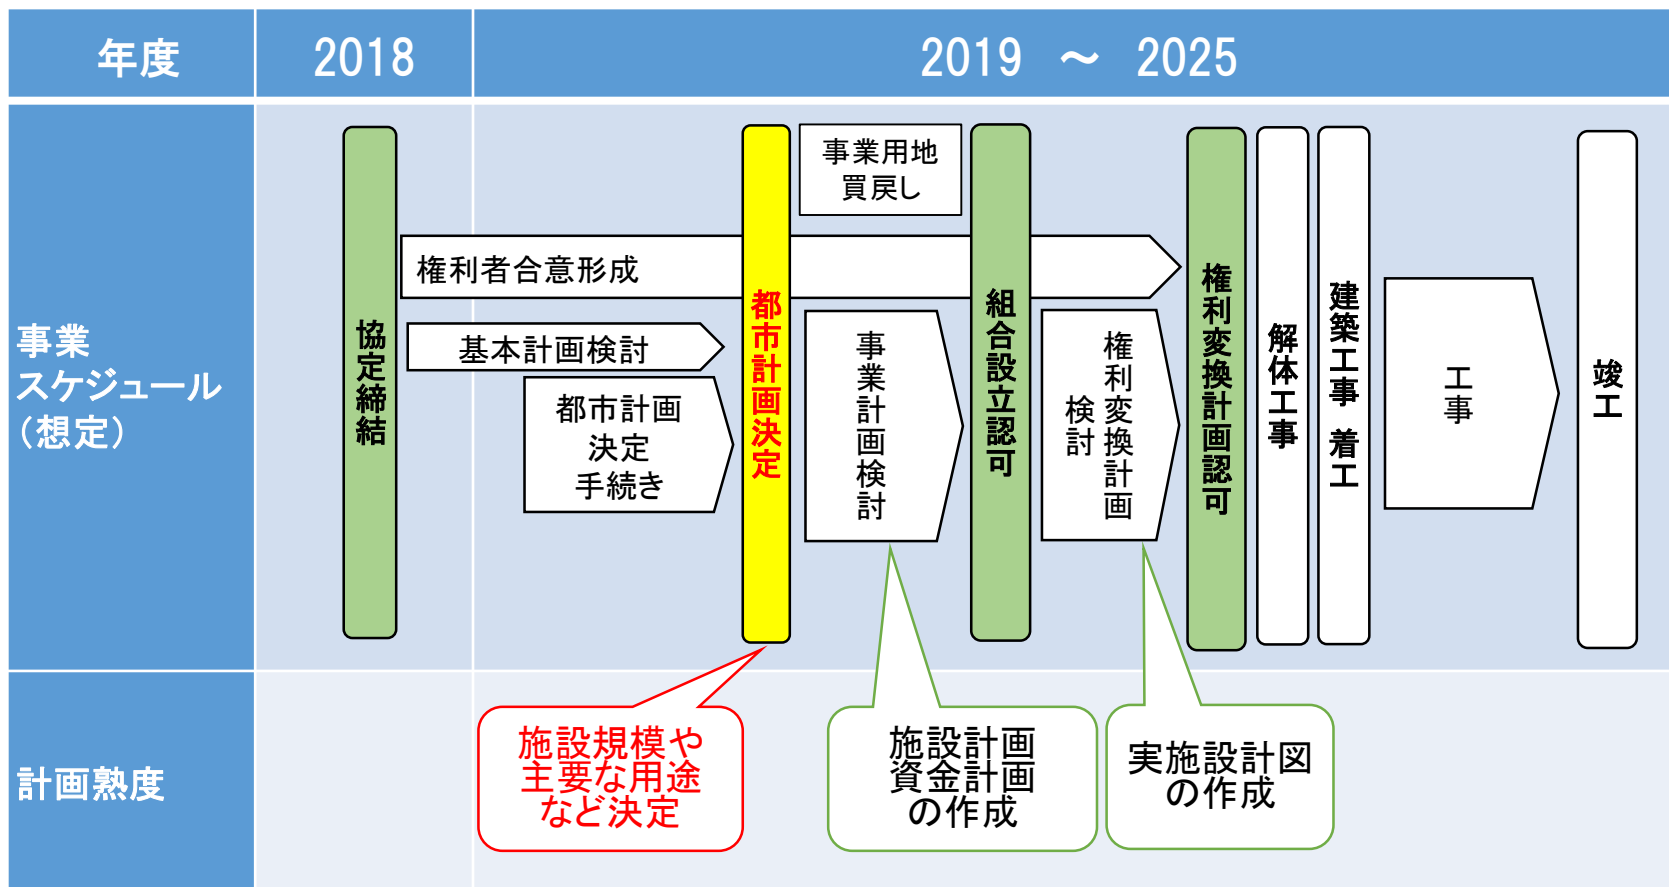 年度
2018
2019 ～ 2025
事業
スケジュール
（想定）
協定締結
権利者合意形成
基本計画検討
都市計画
決定
手続き
都市計画決定
事業用地
買戻し
事業計画検討
組合設立認可
権利変換計画
検討
権利変換計画認可
解体工事
建築工事 着工
工事
竣工
計画熟度
施設規模や
主要な用途
など決定
施設計画
資金計画
の作成
実施設計図
の作成